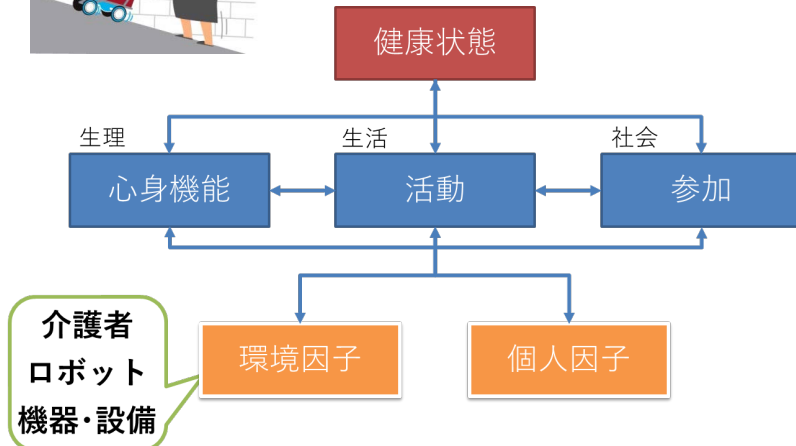 健康状態
生理
生活
社会
心身機能
活動
参加
介護者
ロボット
機器・設備
環境因子
個人因子